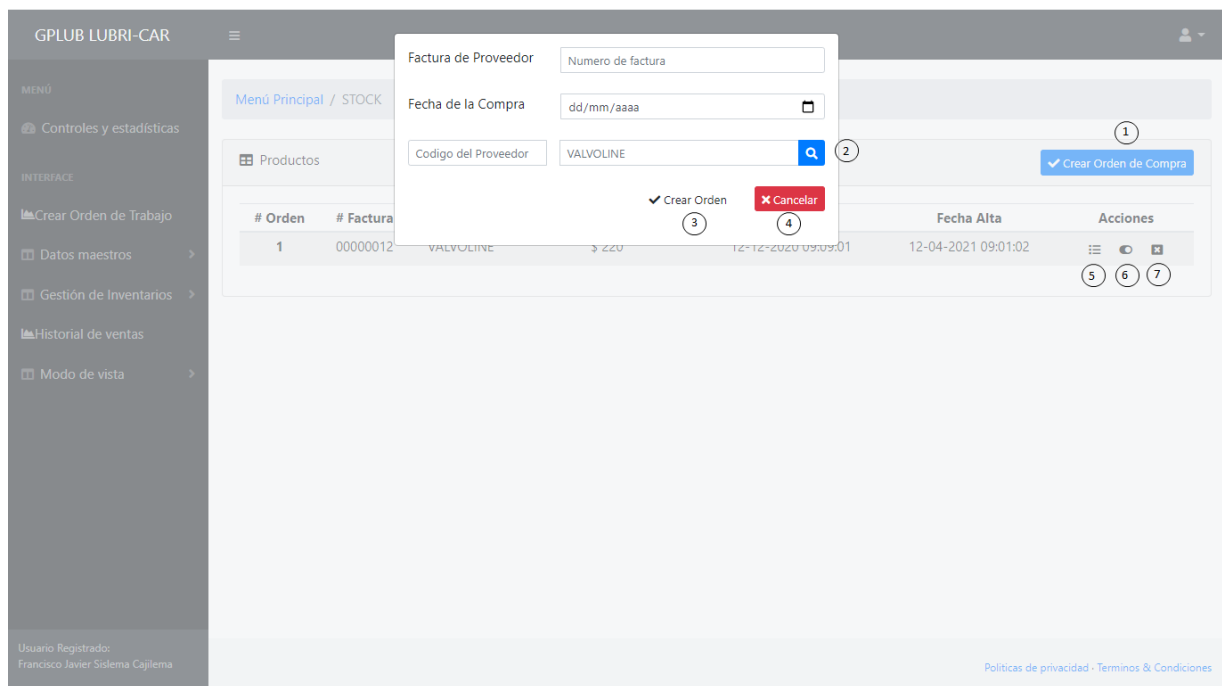 GPLUB LUBRI-CAR
MENÚ
Controles y estadísticas
INTERFACE
Crear Orden de Trabajo
Datos maestros
Gestión de Inventarios
Historial de ventas
Modo de vista
Usuario Registrado:
Francisco Javier Sislema Cajilema
Menú Principal / STOCK
Productos
1
Crear Orden de Compra
Factura de Proveedor
Numero de factura
Fecha de la Compra
dd/mm/aaaa
Codigo del Proveedor
VALVOLINE
2
Crear Orden
Cancelar
3
4
# Orden # Factura Fecha Alta Acciones
1 00000012 VALVOLINE $ 220 12-12-2020 09:09:01 12-04-2021 09:01:02
5 6 7
Politicas de privacidad · Terminos & Condiciones